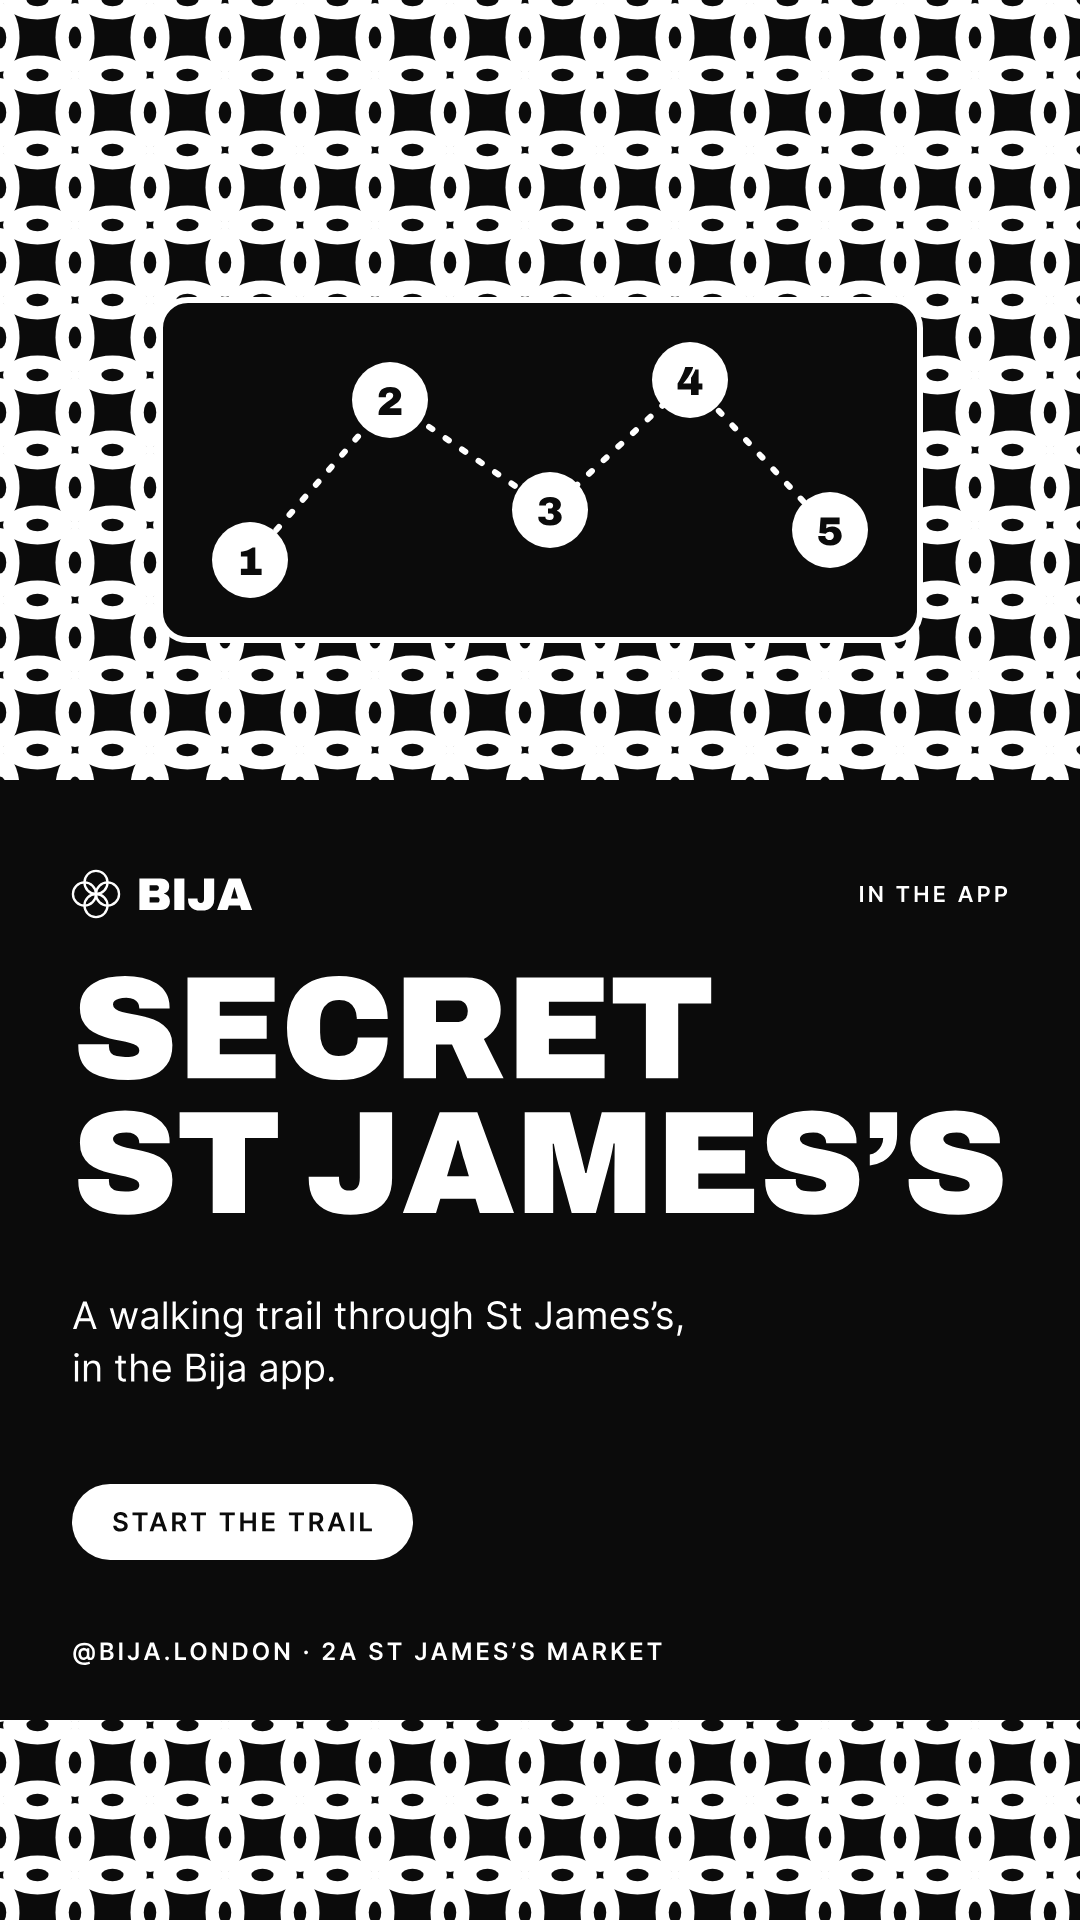 2
4
3
5
1
BIJA
IN THE APP
SECRET
ST JAMES’S
A walking trail through St James’s,
in the Bija app.
START THE TRAIL
@BIJA.LONDON · 2A ST JAMES’S MARKET